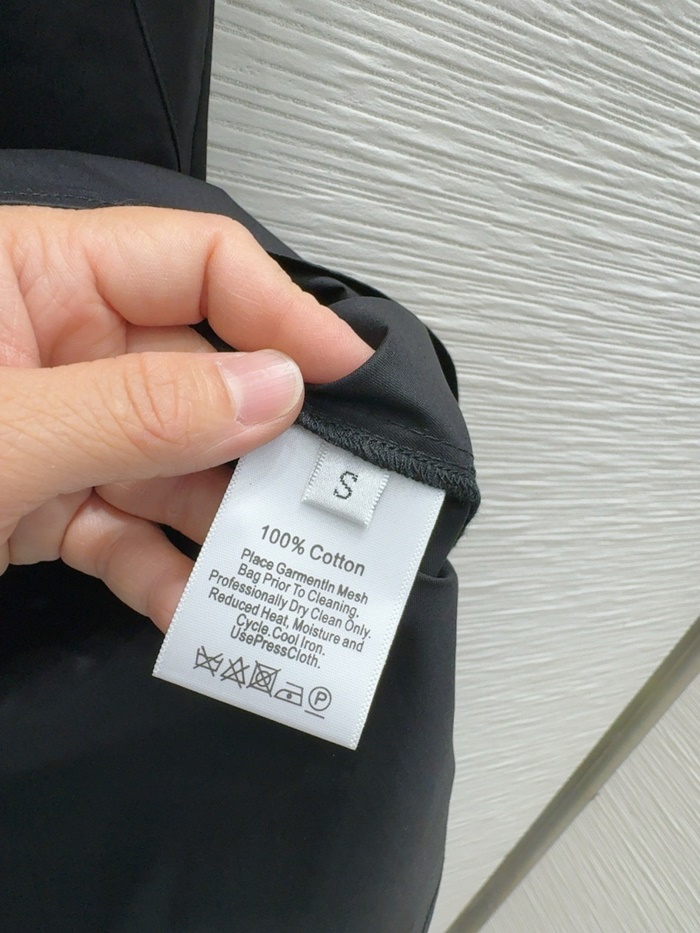 S
100% Cotton
Place GarmentIn Mesh
Bag Prior To Cleaning.
Professionally Dry Clean Only.
Reduced Heat, Moisture and
Cycle.Cool Iron.
UsePressCloth.
P